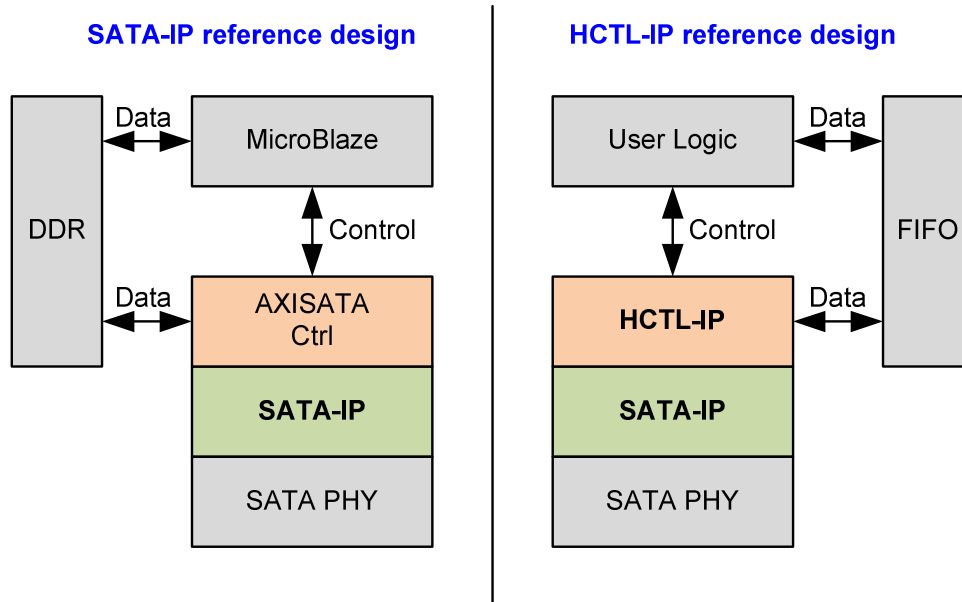 SATA-IP reference design
Data
MicroBlaze
DDR
Control
Data
AXISATA
Ctrl
SATA-IP
SATA PHY
HCTL-IP reference design
User Logic
Data
Control
FIFO
HCTL-IP
Data
SATA-IP
SATA PHY